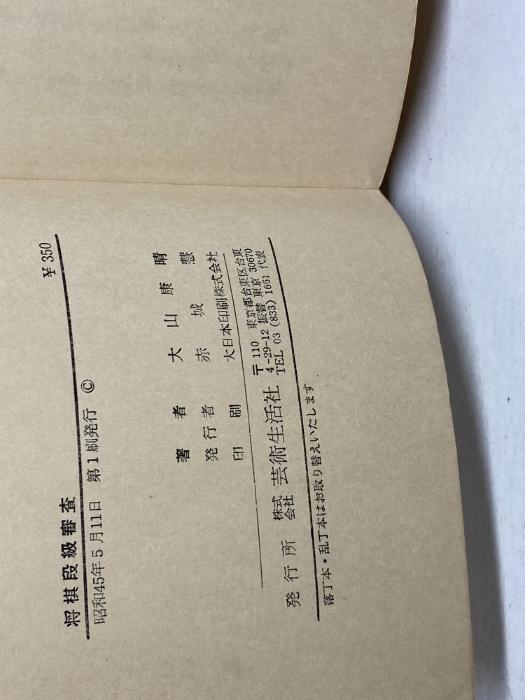 将棋段級審査
¥350
昭和45年5月11日 第1刷発行 ©
著者 大山康晴
発行者 赤城慧
印刷 大日本印刷株式会社
発行所 株式会社 芸術生活社
〒110 東京都台東区台東
4-29-12 振替 東京 30670
TEL 03 (833) 1661 代表
落丁本・乱丁本はお取り替えいたします